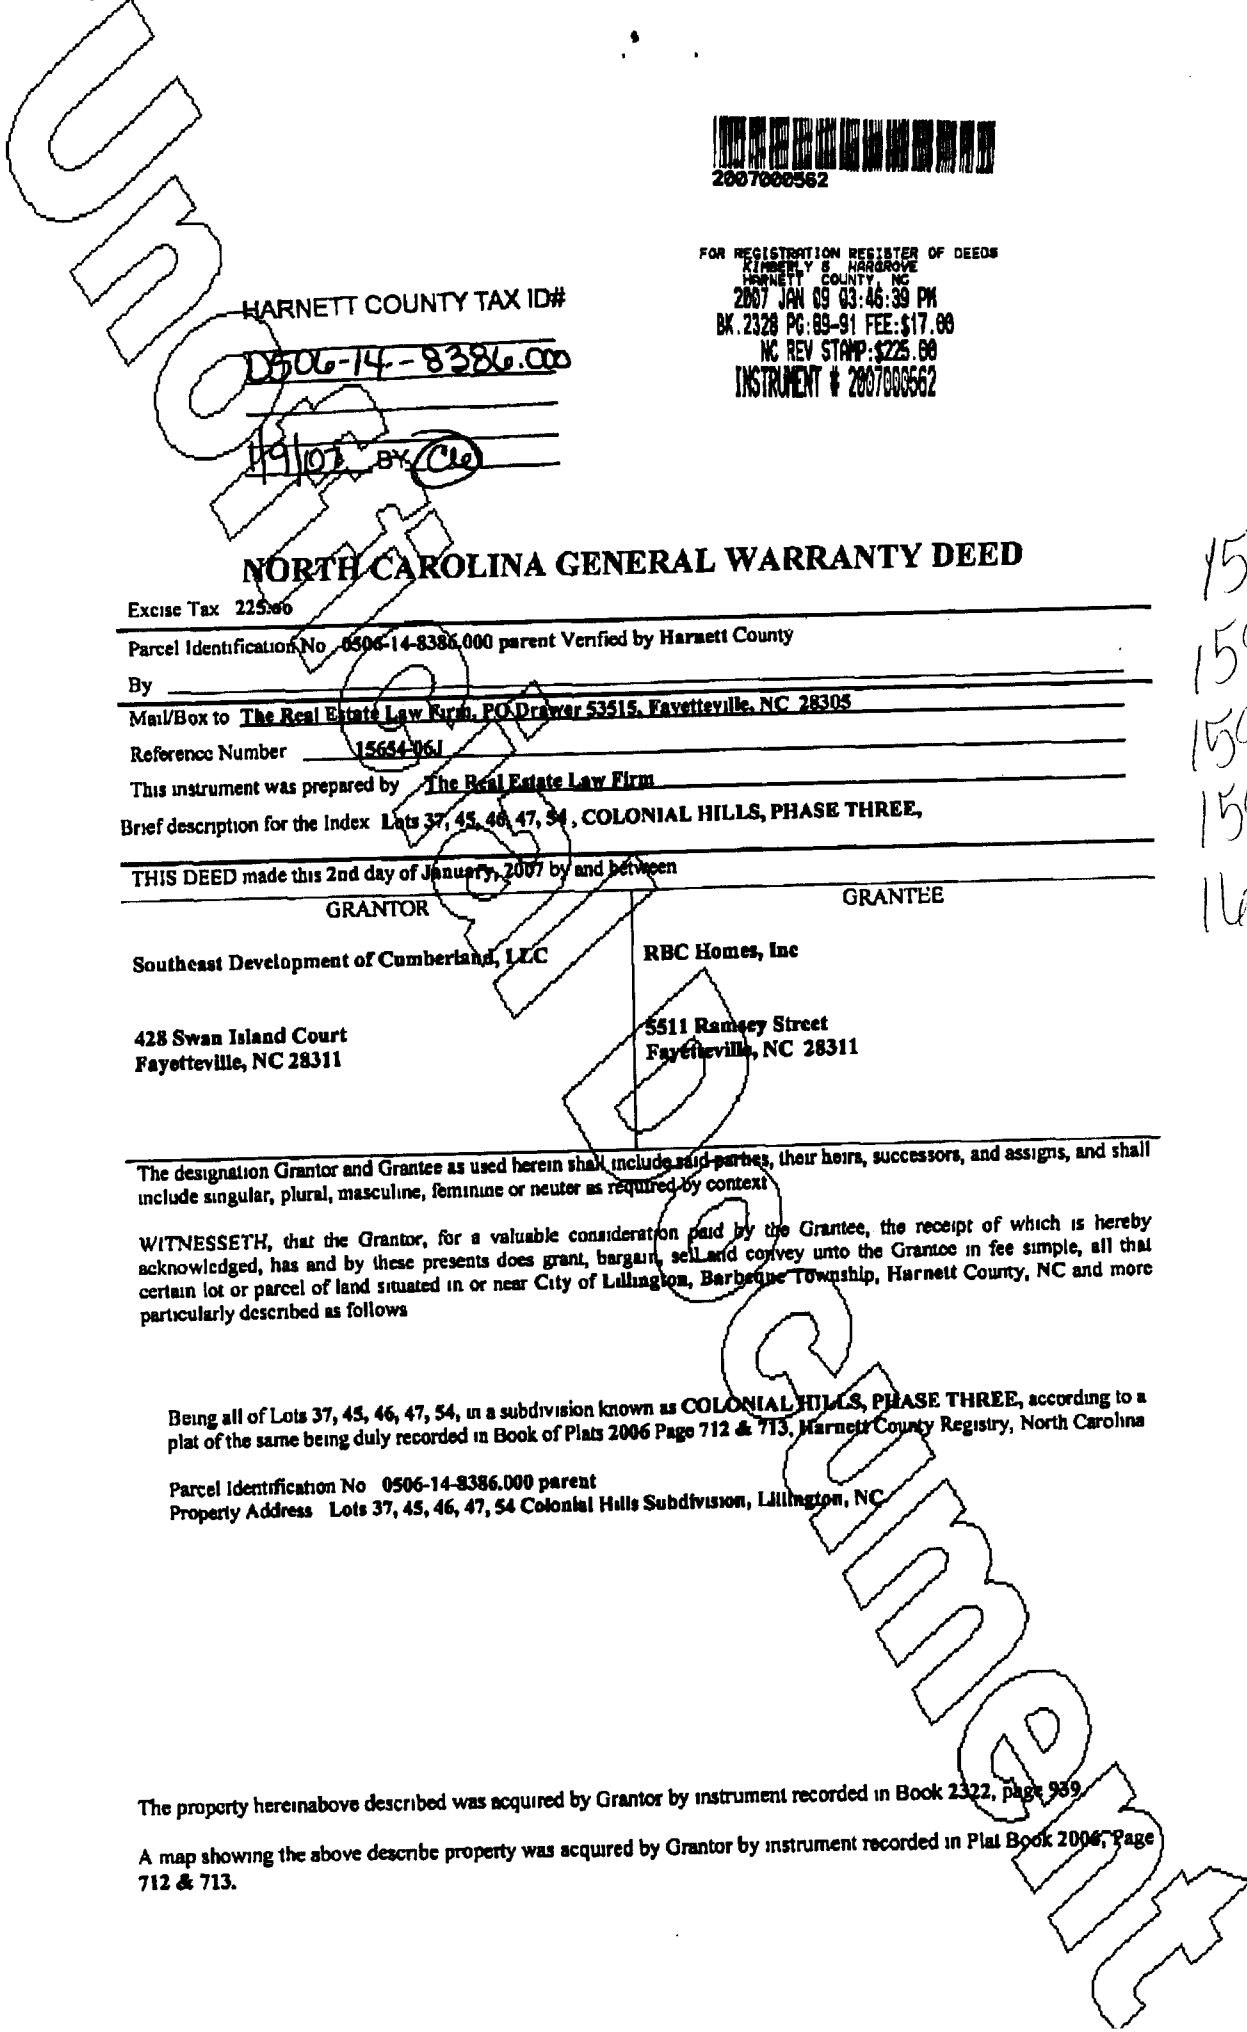 2007000562
FOR REGISTRATION REGISTER OF DEEDS
KIMBERLY S HARGROVE
HARNETT COUNTY, NC
2007 JAN 09 03:46:39 PM
BK.2328 PG:89-91 FEE:$17.00
NC REV STAMP:$225.00
INSTRUMENT # 2007000562
HARNETT COUNTY TAX ID#
0506-14-8386.000
1/9/07 BY
NORTH CAROLINA GENERAL WARRANTY DEED
Excise Tax 225.00
Parcel Identification No 0506-14-8386.000 parent Verified by Harnett County
By
Mail/Box to The Real Estate Law Firm, PO Drawer 53515, Fayetteville, NC 28305
Reference Number 15654-06J
This instrument was prepared by The Real Estate Law Firm
Brief description for the Index Lots 37, 45, 46, 47, 54, COLONIAL HILLS, PHASE THREE,
THIS DEED made this 2nd day of January, 2007 by and between
GRANTOR GRANTEE
Southeast Development of Cumberland, LLC RBC Homes, Inc
428 Swan Island Court 5511 Ramsey Street
Fayetteville, NC 28311 Fayetteville, NC 28311
The designation Grantor and Grantee as used herein shall include said parties, their heirs, successors, and assigns, and shall
include singular, plural, masculine, feminine or neuter as required by context
WITNESSETH, that the Grantor, for a valuable consideration paid by the Grantee, the receipt of which is hereby
acknowledged, has and by these presents does grant, bargain, sell and convey unto the Grantee in fee simple, all that
certain lot or parcel of land situated in or near City of Lillington, Barbeque Township, Harnett County, NC and more
particularly described as follows
Being all of Lots 37, 45, 46, 47, 54, in a subdivision known as COLONIAL HILLS, PHASE THREE, according to a
plat of the same being duly recorded in Book of Plats 2006 Page 712 & 713, Harnett County Registry, North Carolina
Parcel Identification No 0506-14-8386.000 parent
Property Address Lots 37, 45, 46, 47, 54 Colonial Hills Subdivision, Lillington, NC
The property hereinabove described was acquired by Grantor by instrument recorded in Book 2322, page 939.
A map showing the above describe property was acquired by Grantor by instrument recorded in Plat Book 2006, Page
712 & 713.
Unofficial Document